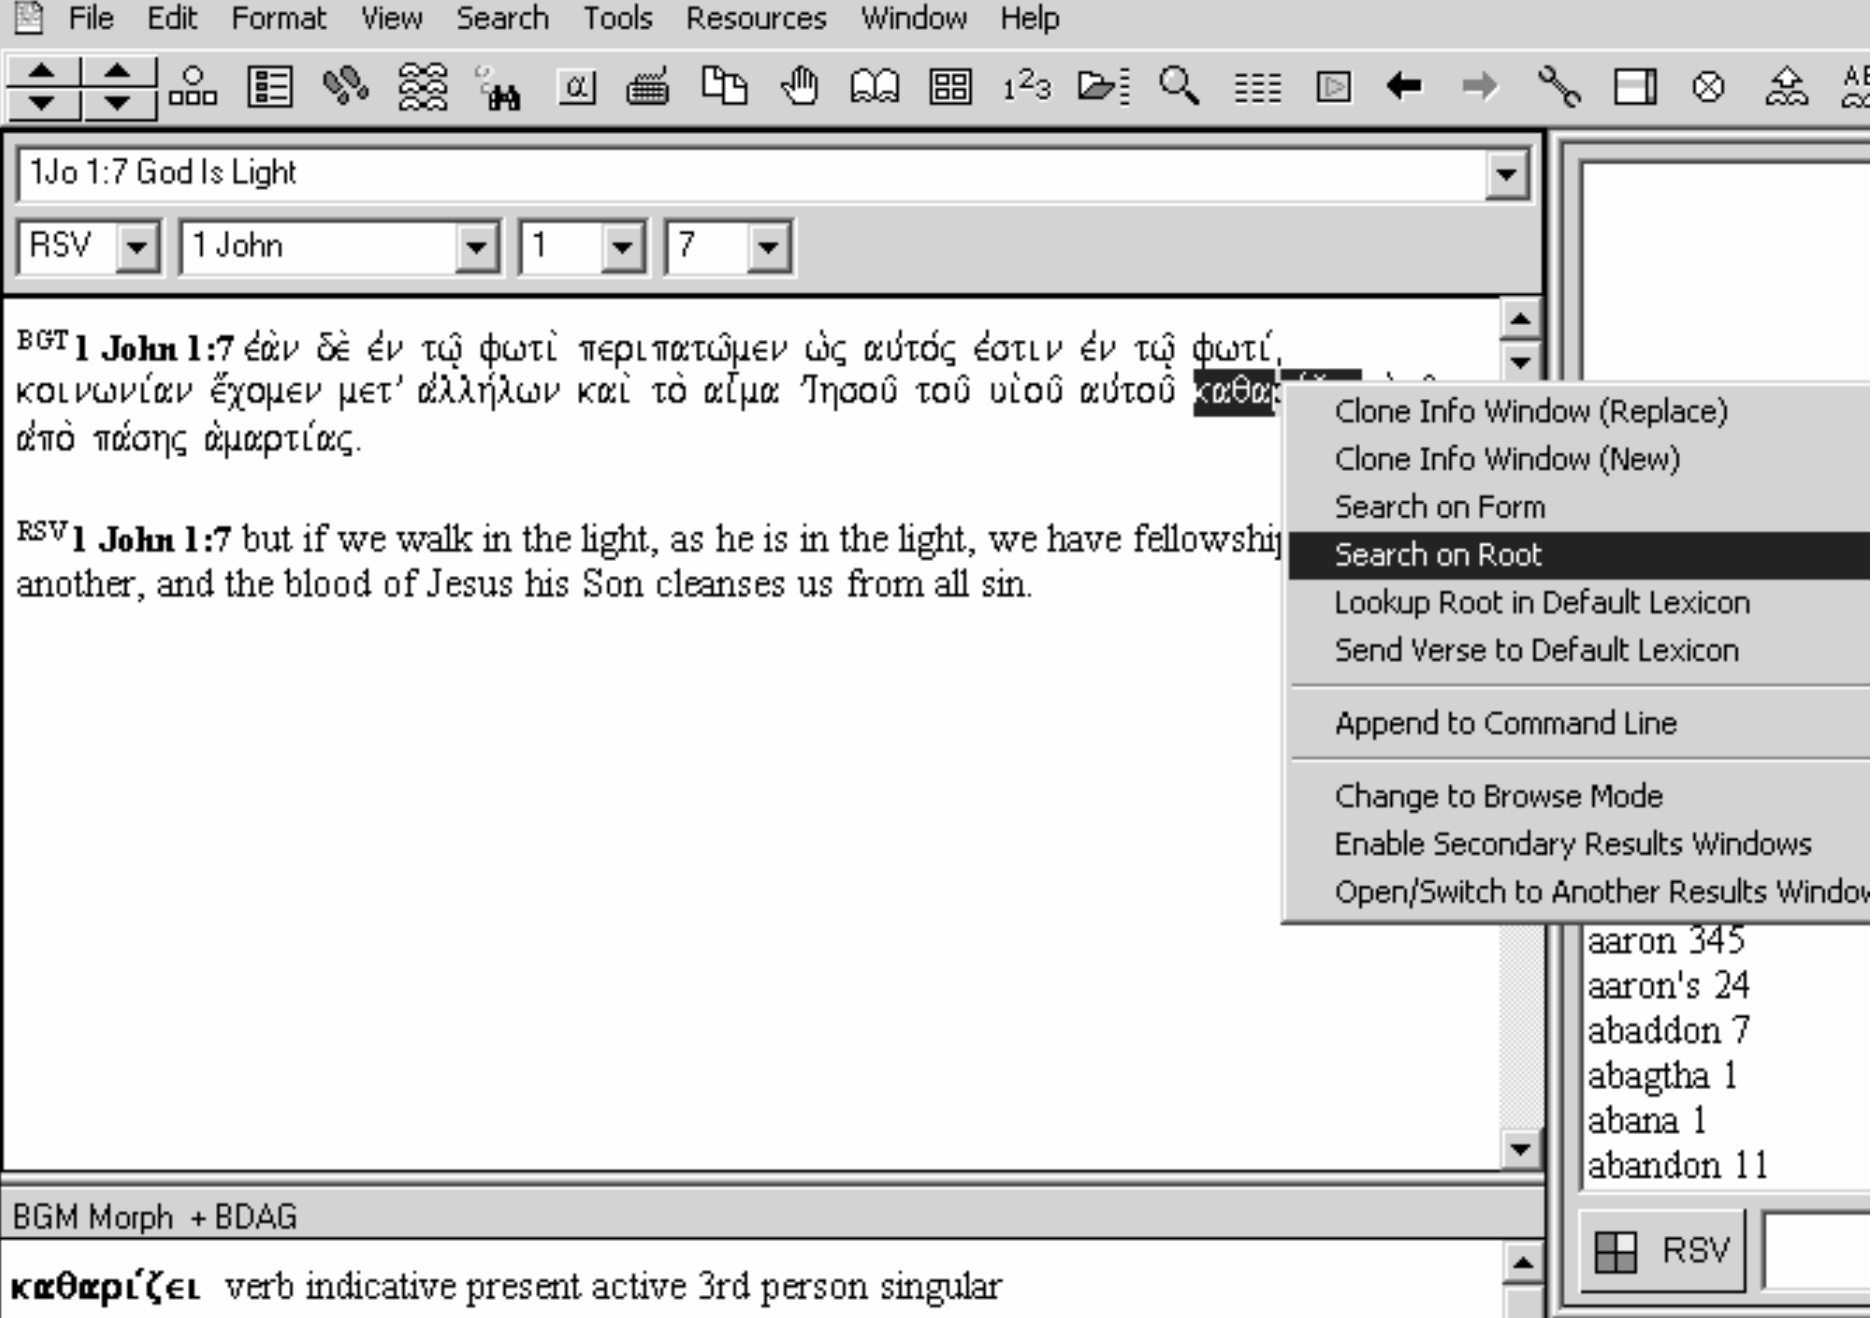 File Edit Format View Search Tools Resources Window Help
1Jo 1:7 God Is Light
RSV 1 John 1 7
BGT 1 John 1:7 ἐὰν δὲ ἐν τῷ φωτὶ περιπατῶμεν ὡς αὐτός ἐστιν ἐν τῷ φωτί,
κοινωνίαν ἔχομεν μετ’ ἀλλήλων καὶ τὸ αἷμα Ἰησοῦ τοῦ υἱοῦ αὐτοῦ
ἀπὸ πάσης ἁμαρτίας.
RSV 1 John 1:7 but if we walk in the light, as he is in the light, we have
another, and the blood of Jesus his Son cleanses us from all sin.
Clone Info Window (Replace)
Clone Info Window (New)
Search on Form
Search on Root
Lookup Root in Default Lexicon
Send Verse to Default Lexicon
Append to Command Line
Change to Browse Mode
Enable Secondary Results Windows
Open/Switch to Another Results
aaron 345
aaron's 24
abaddon 7
abagtha 1
abana 1
abandon 11
RSV
BGM Morph + BDAG
καθαρίζει verb indicative present active 3rd person singular